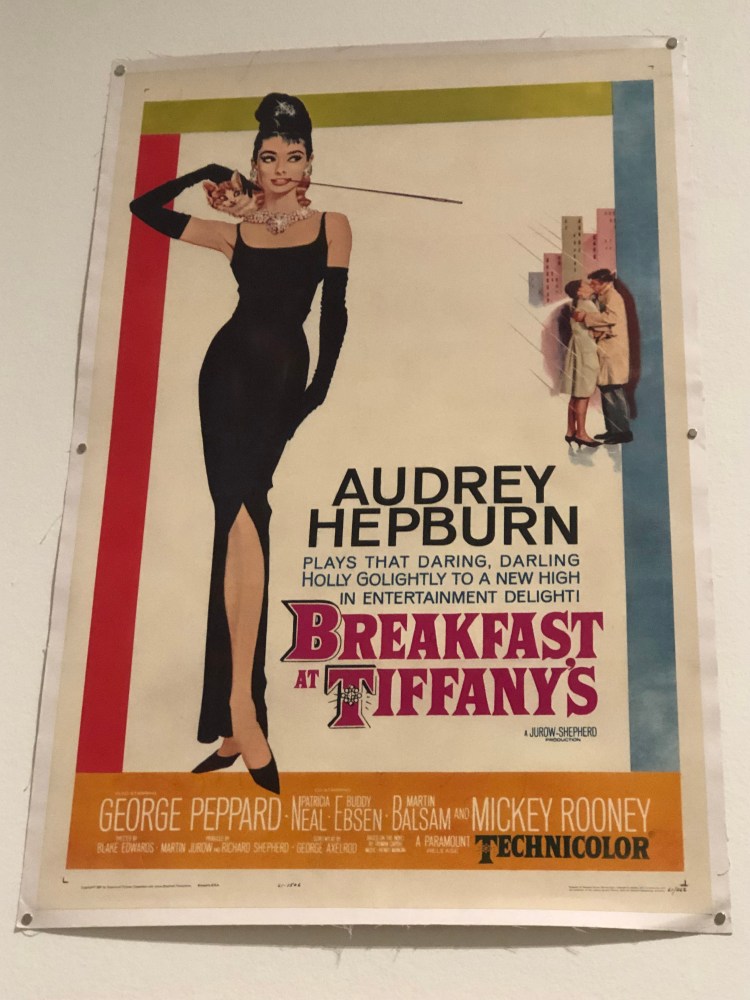 AUDREY
HEPBURN
PLAYS THAT DARING, DARLING
HOLLY GOLIGHTLY TO A NEW HIGH
IN ENTERTAINMENT DELIGHT!
BREAKFAST
AT TIFFANY'S
A JUROW-SHEPHERD
PRODUCTION
GEORGE PEPPARD · PATRICIA NEAL · BUDDY EBSEN · MARTIN BALSAM AND MICKEY ROONEY
BLAKE EDWARDS · MARTIN JUROW AND RICHARD SHEPHERD · GEORGE AXELROD
A PARAMOUNT
RELEASE
TECHNICOLOR